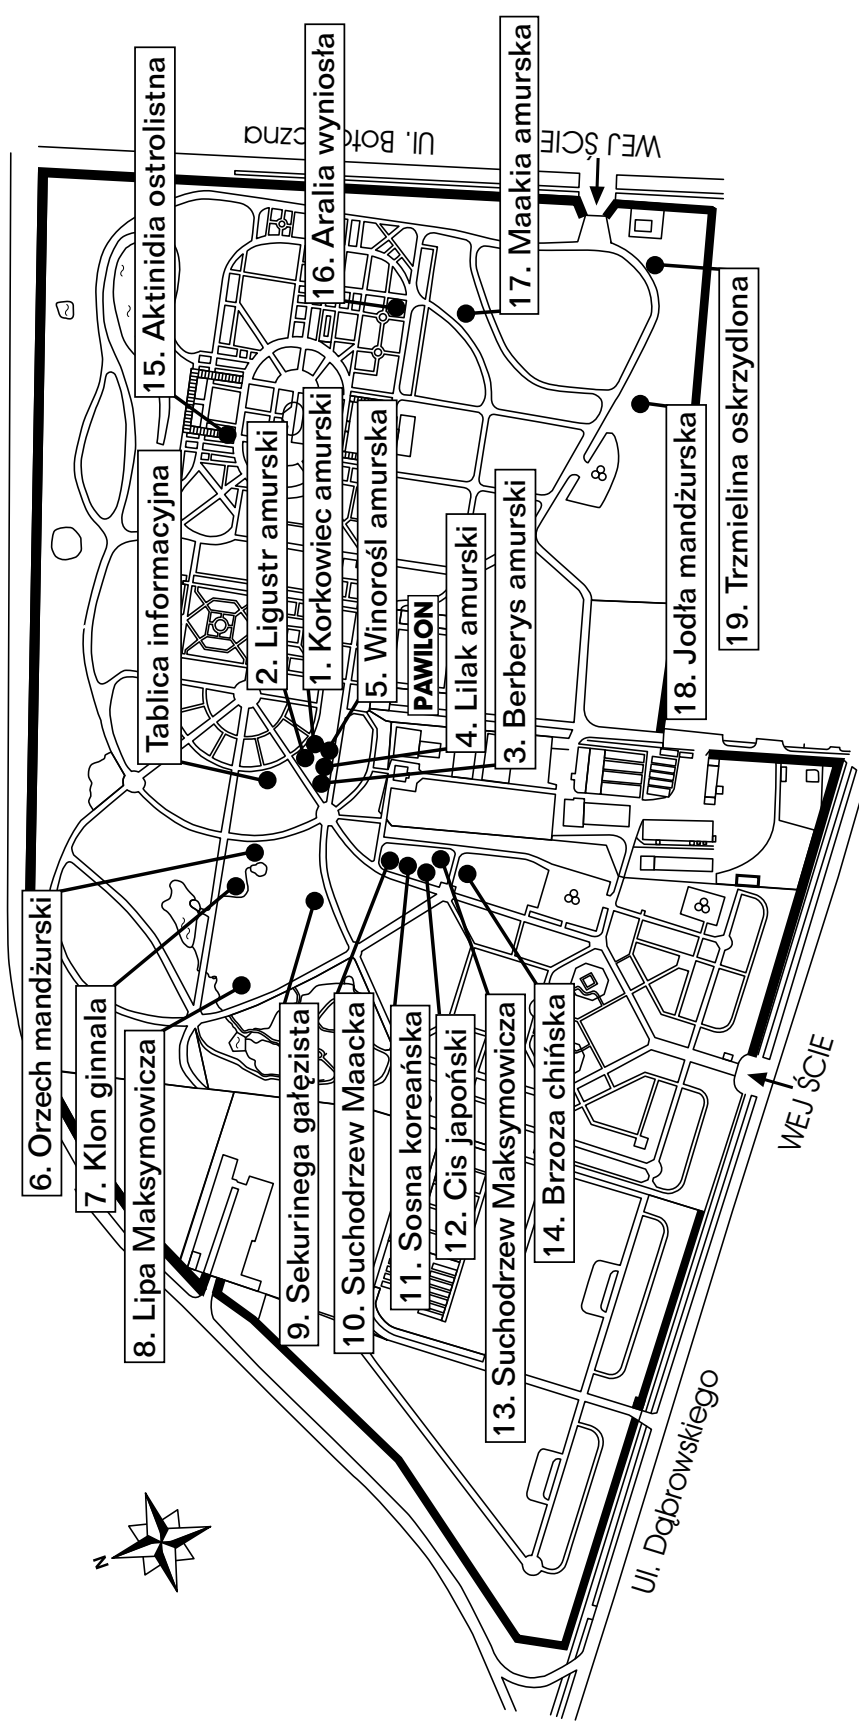 15. Aktinidia ostrolistna
16. Aralia wyniosła
17. Maakia amurska
Ul.
WEJŚCIE
Tablica informacyjna
2. Ligustr amurski
1. Korkowiec amurski
5. Winorośl amurska
PAWILON
4. Lilak amurski
3. Berberys amurski
18. Jodła mandżurska
19. Trzmielina oskrzydlona
6. Orzech mandżurski
7. Klon ginnala
8. Lipa Maksymowicza
9. Sekurinega gałęzista
10. Suchodrzew Maacka
11. Sosna koreańska
12. Cis japoński
13. Suchodrzew Maksymowicza
14. Brzoza chińska
WEJŚCIE
Ul. Dąbrowskiego
N